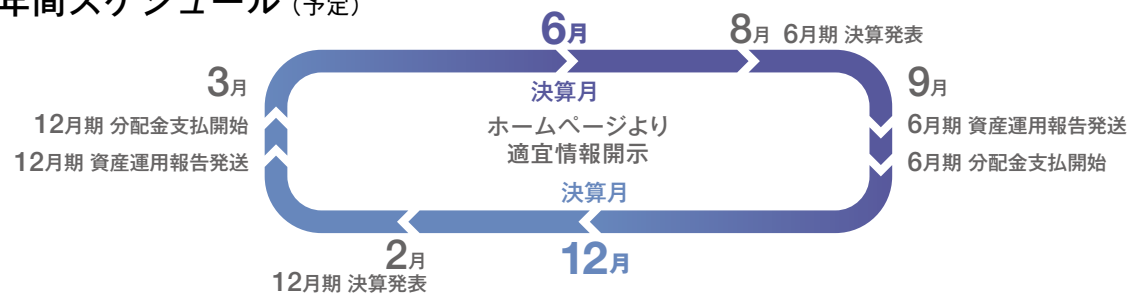 年間スケジュール（予定）
6月
決算月
8月 6月期 決算発表
9月
6月期 資産運用報告発送
6月期 分配金支払開始
ホームページより
適宜情報開示
決算月
12月
2月
12月期 決算発表
3月
12月期 分配金支払開始
12月期 資産運用報告発送